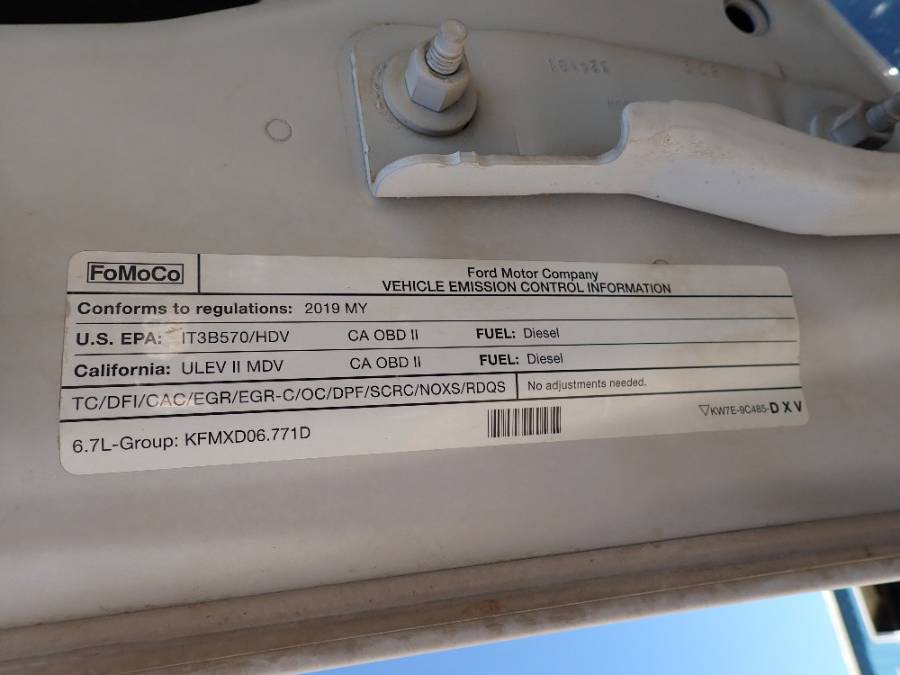 FoMoCo
Ford Motor Company
VEHICLE EMISSION CONTROL INFORMATION
Conforms to regulations: 2019 MY
U.S. EPA: IT3B570/HDV CA OBD II FUEL: Diesel
California: ULEV II MDV CA OBD II FUEL: Diesel
TC/DFI/CAC/EGR/EGR-C/OC/DPF/SCRC/NOXS/RDQS No adjustments needed.
6.7L-Group: KFMXD06.771D
KW7E-9C485-DXV